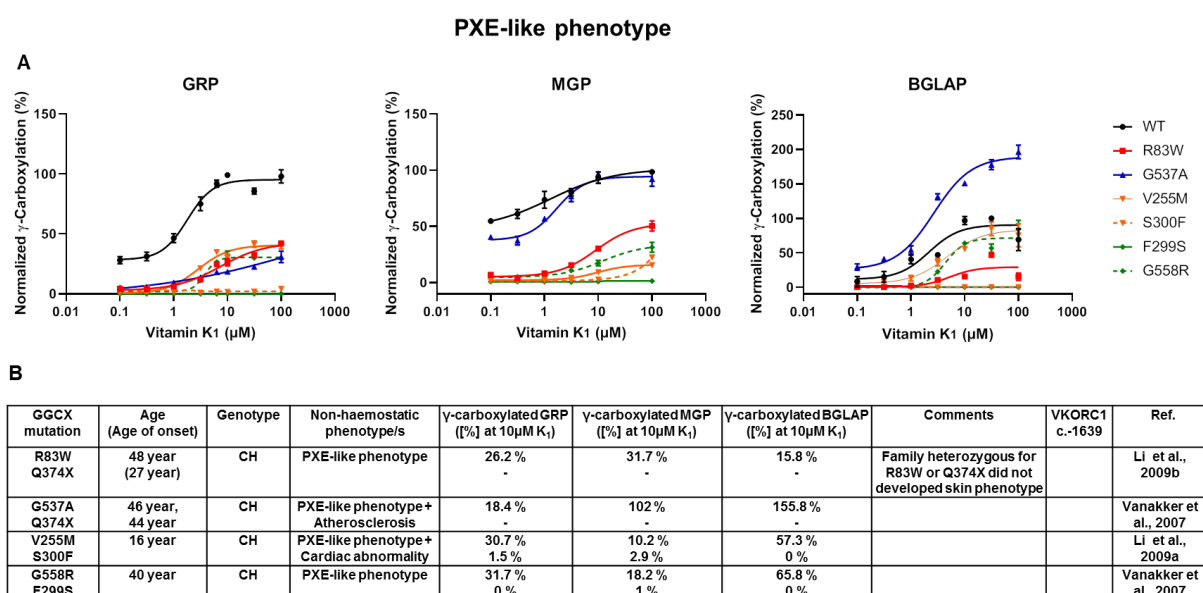 PXE-like phenotype
A
GRP
Normalized γ-Carboxylation (%)
150
100
50
0
0.01 0.1 1 10 100 1000
Vitamin K1 (µM)
MGP
Normalized γ-Carboxylation (%)
150
100
50
0
0.01 0.1 1 10 100 1000
Vitamin K1 (µM)
BGLAP
Normalized γ-Carboxylation (%)
250
200
150
100
50
0
0.01 0.1 1 10 100 1000
Vitamin K1 (µM)
WT
R83W
G537A
V255M
S300F
F299S
G558R
B
GGCX mutation | Age (Age of onset) | Genotype | Non-haemostatic phenotype/s | γ-carboxylated GRP ([%] at 10µM K₁) | γ-carboxylated MGP ([%] at 10µM K₁) | γ-carboxylated BGLAP ([%] at 10µM K₁) | Comments | VKORC1 c.-1639 | Ref.
R83W Q374X | 48 year (27 year) | CH | PXE-like phenotype | 26.2 % - | 31.7 % - | 15.8 % - | Family heterozygous for R83W or Q374X did not developed skin phenotype | | Li et al., 2009b
G537A Q374X | 46 year, 44 year | CH | PXE-like phenotype + Atherosclerosis | 18.4 % - | 102 % - | 155.8 % - | | | Vanakker et al., 2007
V255M S300F | 16 year | CH | PXE-like phenotype + Cardiac abnormality | 30.7 % 1.5 % | 10.2 % 2.9 % | 57.3 % 0 % | | | Li et al., 2009a
G558R F299S | 40 year | CH | PXE-like phenotype | 31.7 % 0 % | 18.2 % 1 % | 65.8 % 0 % | | | Vanakker et al., 2007